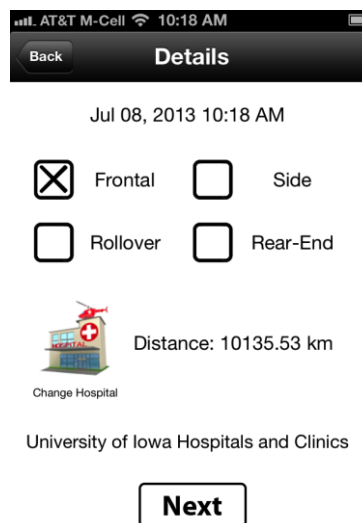 AT&T M-Cell 10:18 AM
Back Details
Jul 08, 2013 10:18 AM
Frontal Side
Rollover Rear-End
HOSPITAL
Distance: 10135.53 km
Change Hospital
University of Iowa Hospitals and Clinics
Next